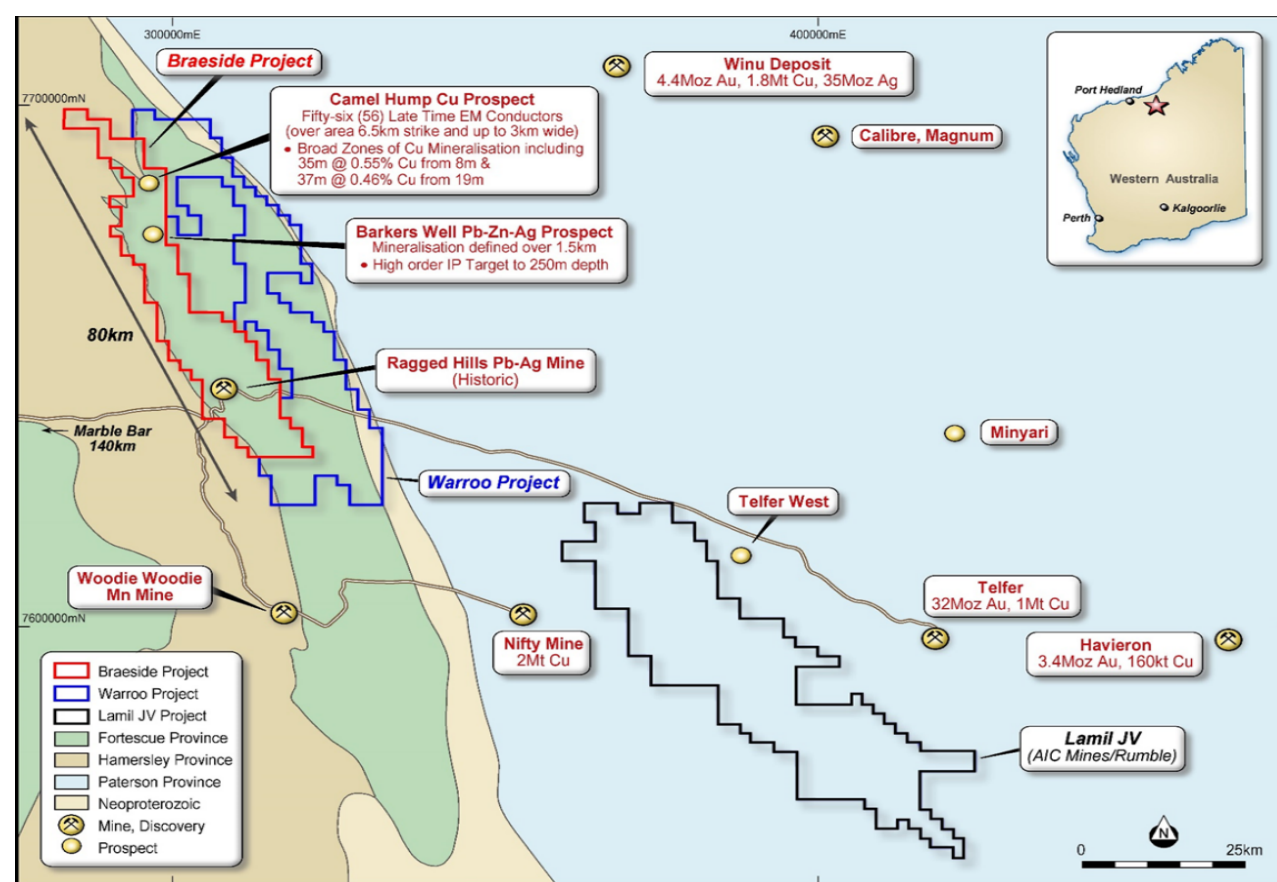 300000mE
400000mE
7700000mN
Braeside Project
Camel Hump Cu Prospect
Fifty-six (56) Late Time EM Conductors
(over area 6.5km strike and up to 3km wide)
• Broad Zones of Cu Mineralisation including
35m @ 0.55% Cu from 8m &
37m @ 0.46% Cu from 19m
Winu Deposit
4.4Moz Au, 1.8Mt Cu, 35Moz Ag
Calibre, Magnum
Port Hedland
Western Australia
Perth
Kalgoorlie
Barkers Well Pb-Zn-Ag Prospect
Mineralisation defined over 1.5km
• High order IP Target to 250m depth
80km
Ragged Hills Pb-Ag Mine
(Historic)
Marble Bar
140km
Minyari
Warroo Project
Telfer West
Woodie Woodie
Mn Mine
7600000mN
Nifty Mine
2Mt Cu
Telfer
32Moz Au, 1Mt Cu
Havieron
3.4Moz Au, 160kt Cu
Lamil JV
(AIC Mines/Rumble)
Braeside Project
Warroo Project
Lamil JV Project
Fortescue Province
Hamersley Province
Paterson Province
Neoproterozoic
Mine, Discovery
Prospect
N
0
25km